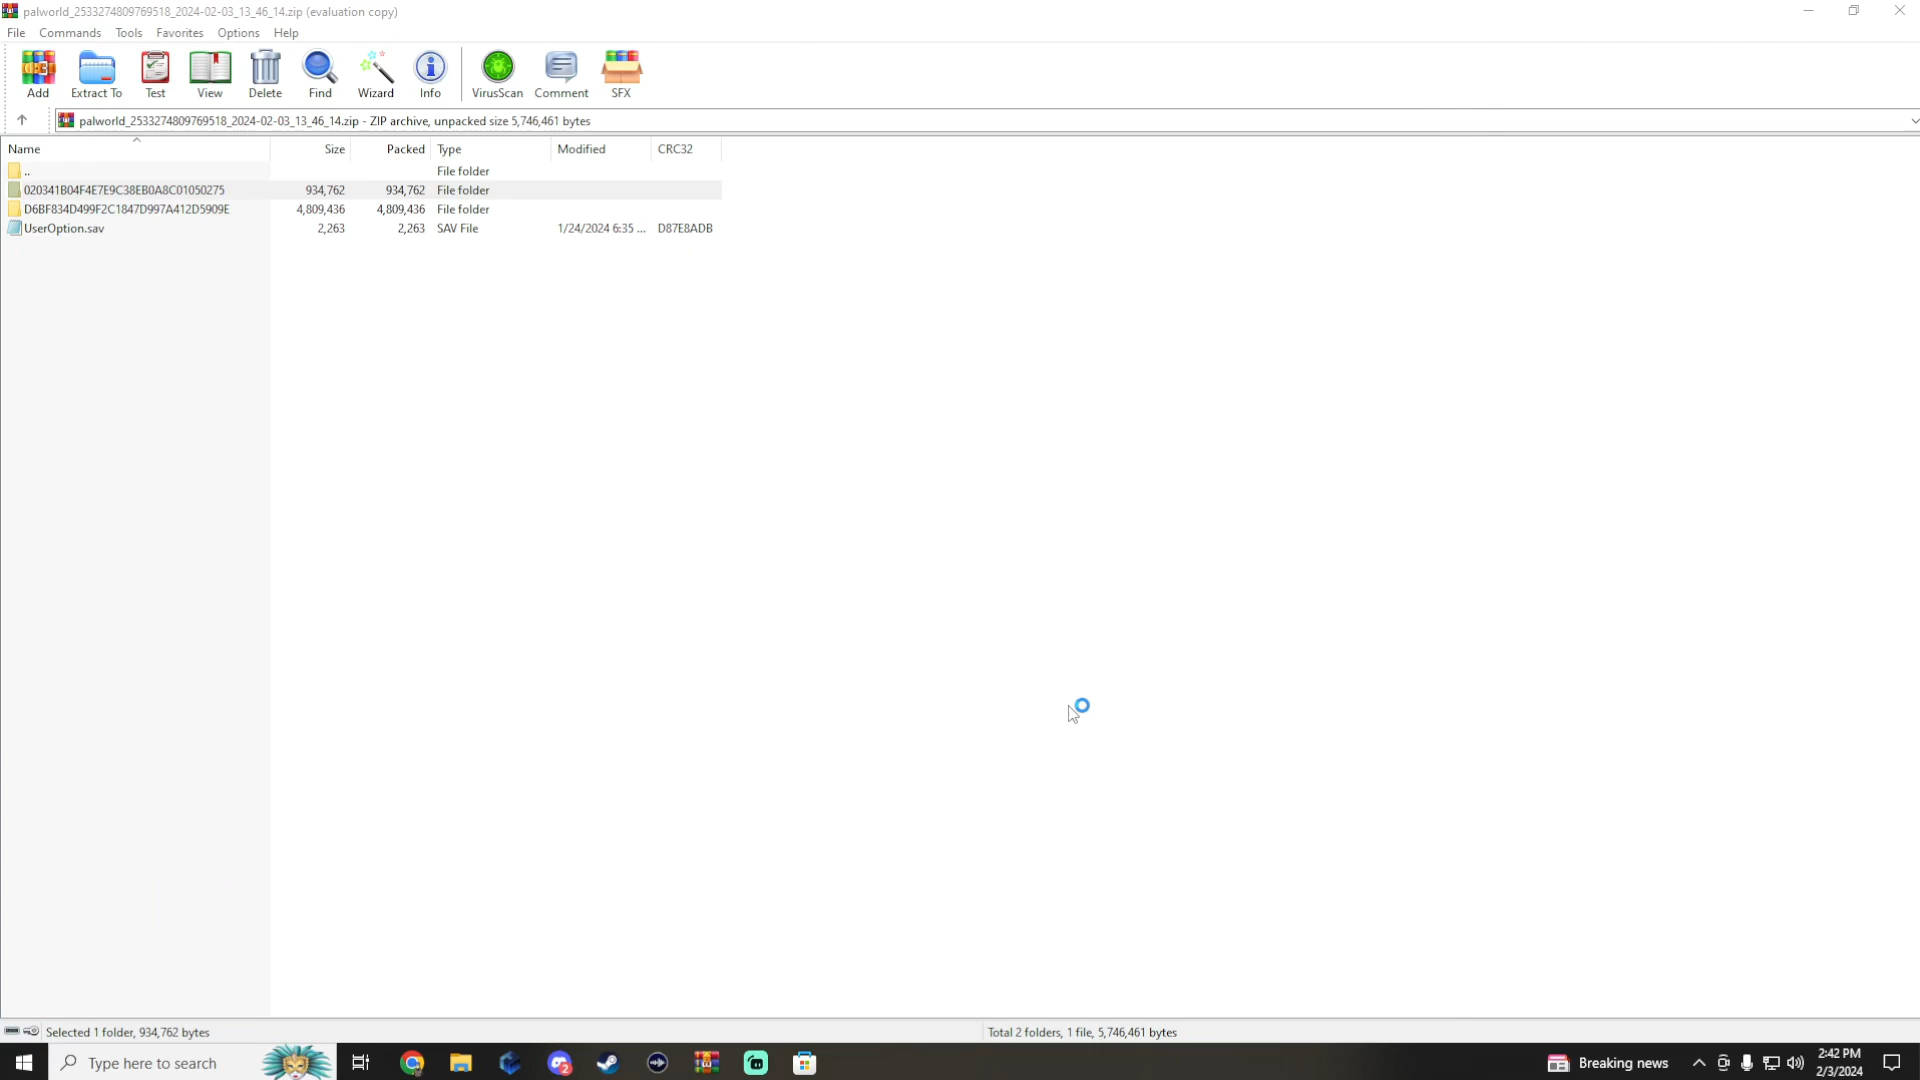 palworld_2533274809769518_2024-02-03_13_46_14.zip (evaluation copy)
File Commands Tools Favorites Options Help
Add Extract To Test View Delete Find Wizard Info VirusScan Comment SFX
palworld_2533274809769518_2024-02-03_13_46_14.zip - ZIP archive, unpacked size 5,746,461 bytes
Name Size Packed Type Modified CRC32
.. File folder
020341B04F4E7E9C38EB0A8C01050275 934,762 934,762 File folder
D6BF834D499F2C1847D997A412D5909E 4,809,436 4,809,436 File folder
UserOption.sav 2,263 2,263 SAV File 1/24/2024 6:35 ... D87E8ADB
Selected 1 folder, 934,762 bytes Total 2 folders, 1 file, 5,746,461 bytes
Type here to search 2 Breaking news 2:42 PM
2/3/2024